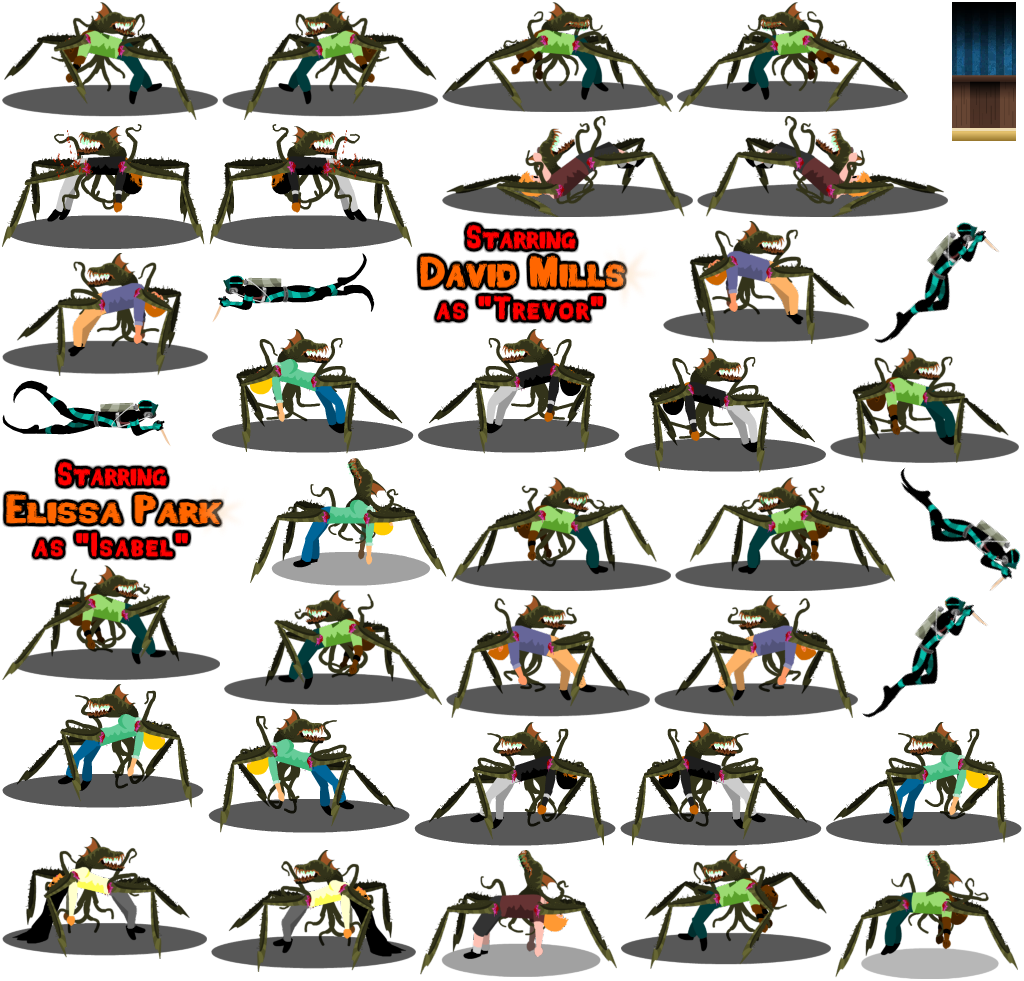 Starring
David Mills
as "Trevor"
Starring
Elissa Park
as "Isabel"